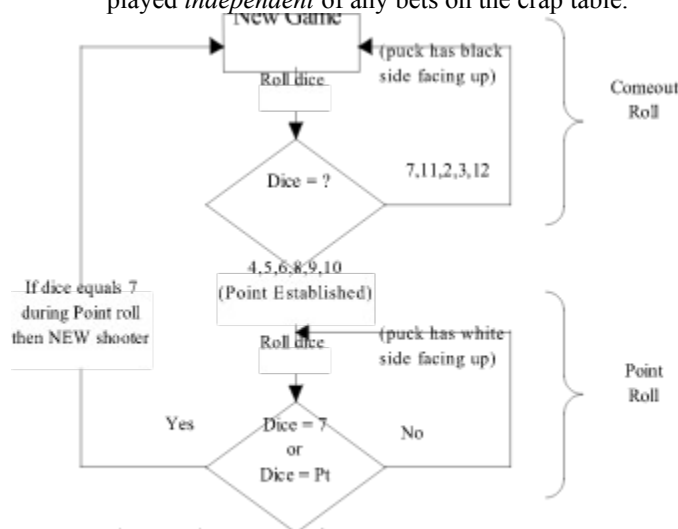 played independent of any bets on the crap table.
New Game
(puck has black
side facing up)
Roll dice
Comeout
Roll
Dice = ?
7,11,2,3,12
4,5,6,8,9,10
(Point Established)
If dice equals 7
during Point roll
then NEW shooter
Roll dice
(puck has white
side facing up)
Point
Roll
Yes
Dice = 7
or
Dice = Pt
No